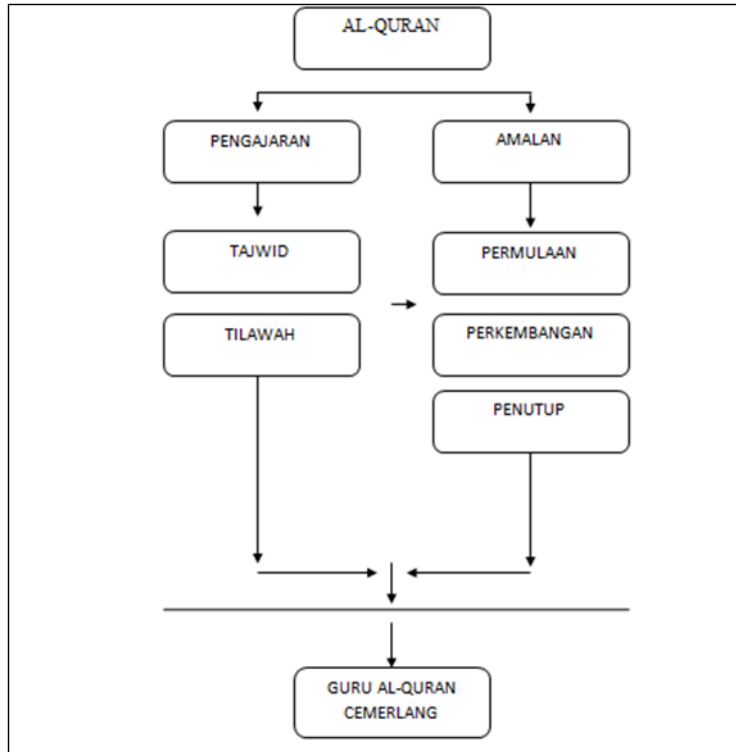 AL-QURAN
PENGAJARAN
AMALAN
TAJWID
PERMULAAN
TILAWAH
PERKEMBANGAN
PENUTUP
GURU AL-QURAN
CEMERLANG